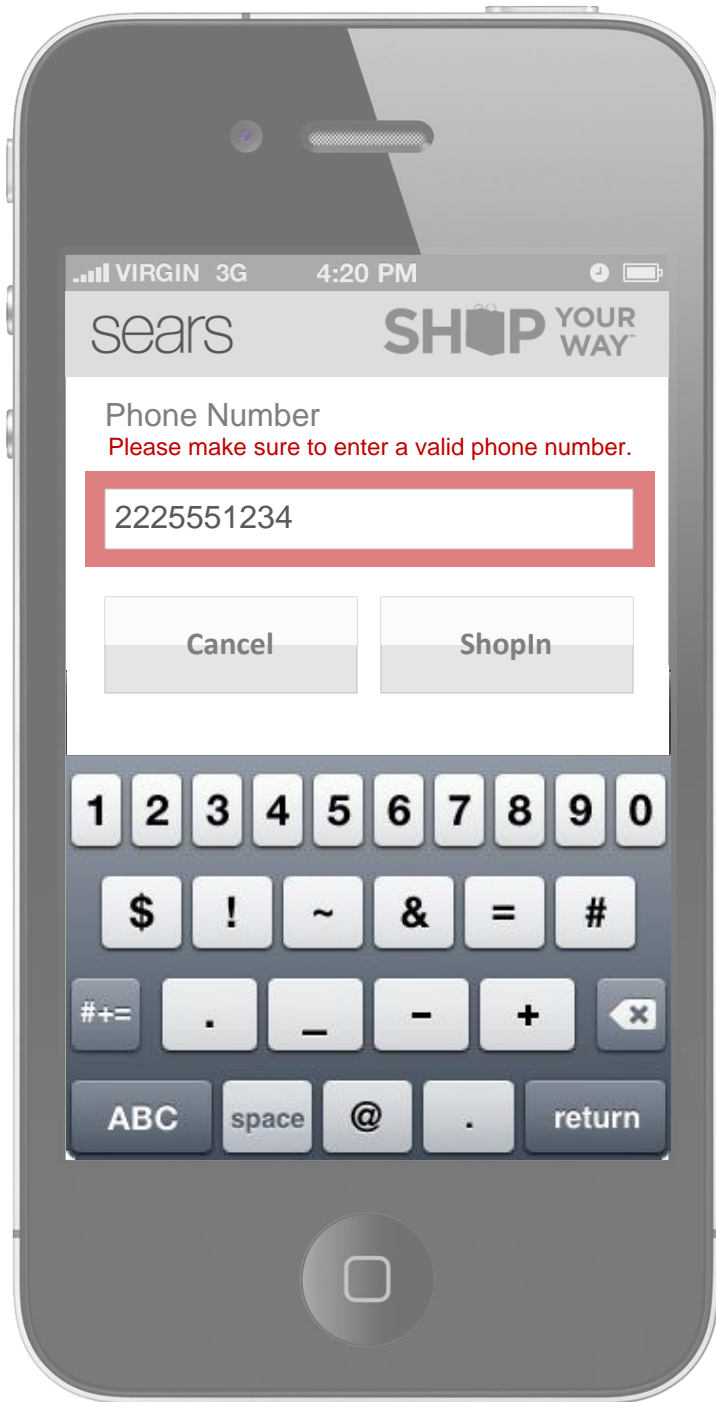 VIRGIN 3G 4:20 PM
sears SHOP YOUR WAY
Phone Number
Please make sure to enter a valid phone number.
2225551234
Cancel ShopIn
1 2 3 4 5 6 7 8 9 0
$ ! ~ & = #
#+= . _ - +
ABC space @ . return